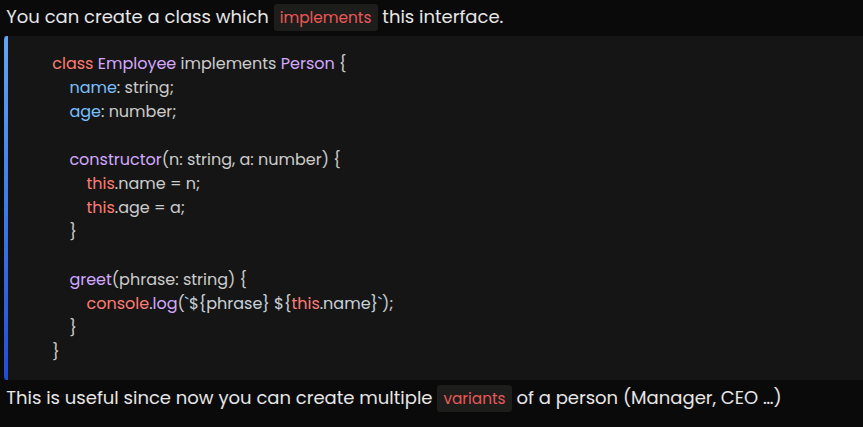 You can create a class which implements this interface.
class Employee implements Person {
name: string;
age: number;
constructor(n: string, a: number) {
this.name = n;
this.age = a;
}
greet(phrase: string) {
console.log(`${phrase} ${this.name}`);
}
}
This is useful since now you can create multiple variants of a person (Manager, CEO ...)